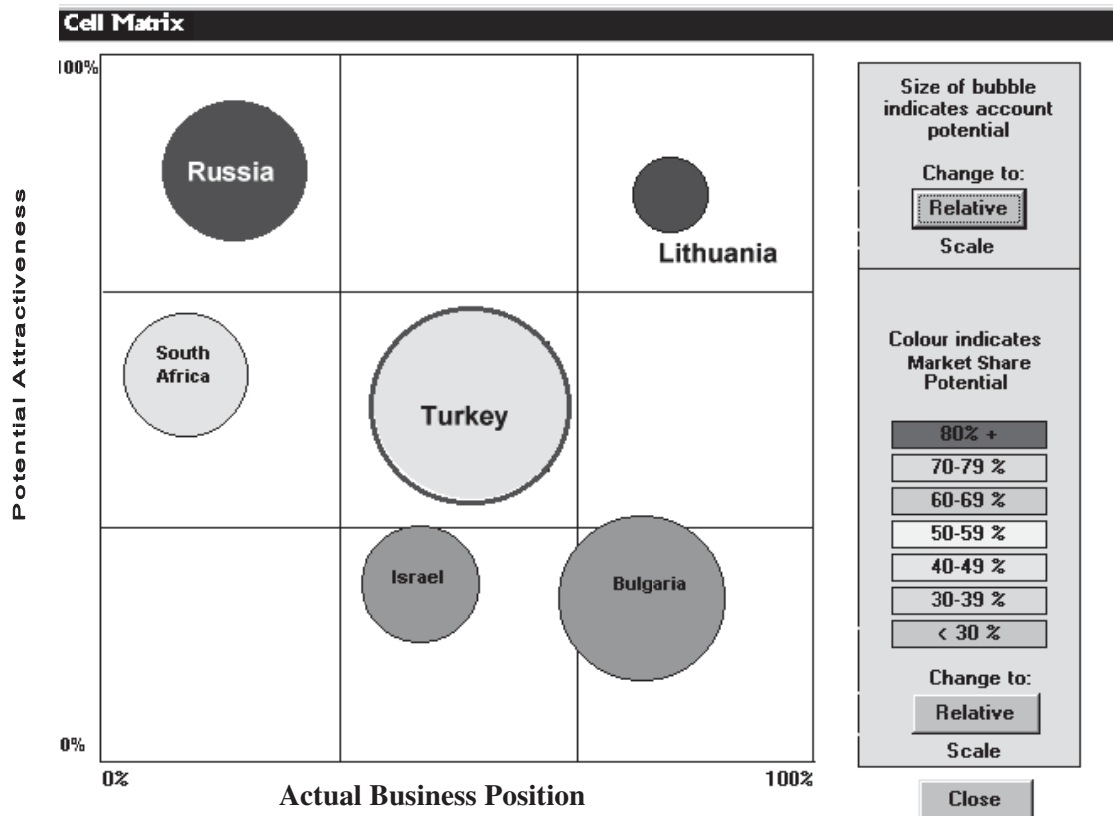 Cell Matrix
100%
Potential Attractiveness
Russia
Lithuania
South
Africa
Turkey
Israel
Bulgaria
0%
0%
100%
Actual Business Position
Size of bubble
indicates account
potential
Change to:
Relative
Scale
Colour indicates
Market Share
Potential
80% +
70-79 %
60-69 %
50-59 %
40-49 %
30-39 %
< 30 %
Change to:
Relative
Scale
Close